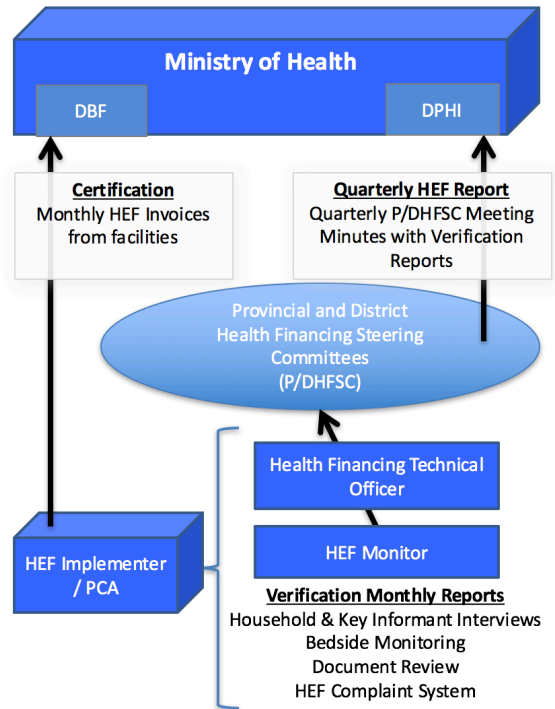 Ministry of Health
DBF
DPHI
Certification
Monthly HEF Invoices
from facilities
Quarterly HEF Report
Quarterly P/DHFSC Meeting
Minutes with Verification
Reports
Provincial and District
Health Financing Steering
Committees
(P/DHFSC)
Health Financing Technical
Officer
HEF Monitor
HEF Implementer
/ PCA
Verification Monthly Reports
Household & Key Informant Interviews
Bedside Monitoring
Document Review
HEF Complaint System